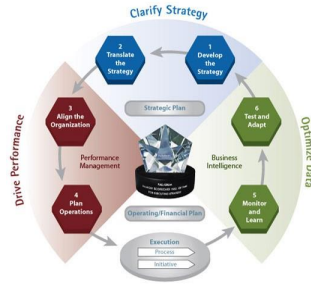 Clarify Strategy
2
Translate
the
Strategy
1
Develop
the
Strategy
3
Align the
Organization
Strategic Plan
6
Test and
Adapt
Drive Performance
Performance
Management
Business
Intelligence
4
Plan
Operations
Operating/Financial Plan
5
Monitor
and
Learn
Execution
Process
Initiative